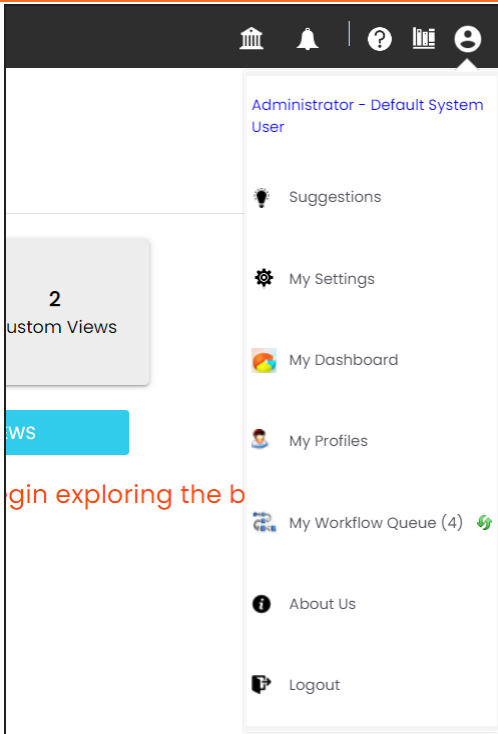 Administrator - Default System
User
Suggestions
My Settings
2
ustom Views
My Dashboard
EWS
My Profiles
gin exploring the b
My Workflow Queue (4)
About Us
Logout